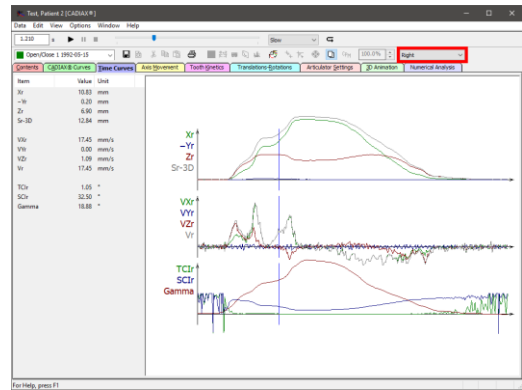 Test, Patient 2 [CADIAX®]
Data Edit View Options Window Help
1.210 s Slow
Open/Close 1 1992-03-15 100.0% Right
Contents CADIAX® Curves Time Curves Axis Movement Tooth Kinetics Translations-Rotations Articulator Settings 3D Animation Numerical Analysis
Item Value Unit
Xr 10.83 mm
-Yr 0.20 mm
Zr 6.90 mm
Sr-3D 12.84 mm
VXr 17.45 mm/s
VYr 0.00 mm/s
VZr 1.09 mm/s
Vr 17.45 mm/s
TCIr 1.05 °
SCIr 32.50 °
Gamma 18.88 °
Xr
-Yr
Zr
Sr-3D
VXr
VYr
VZr
Vr
TCIr
SCIr
Gamma
For Help, press F1